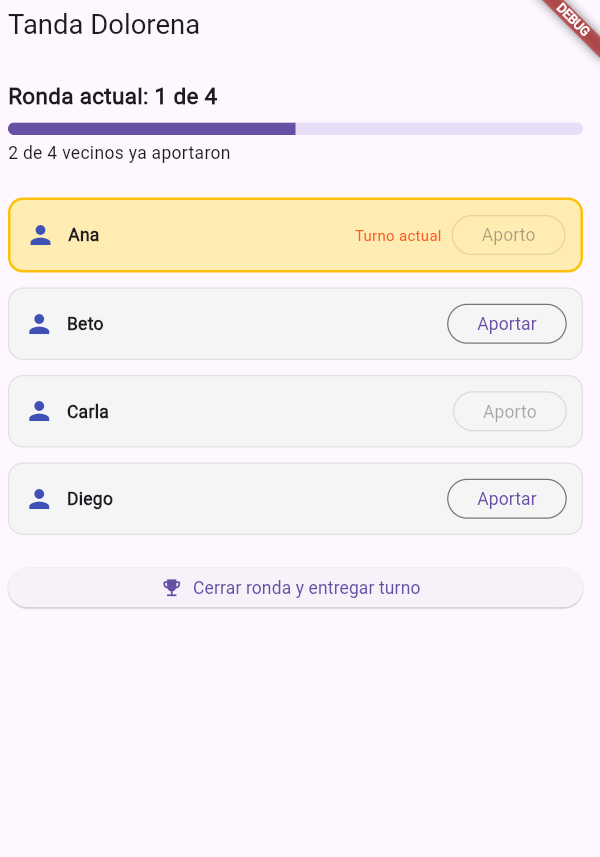 Tanda Dolorena
DEBUG
Ronda actual: 1 de 4
2 de 4 vecinos ya aportaron
Ana Turno actual Aporto
Beto Aportar
Carla Aporto
Diego Aportar
Cerrar ronda y entregar turno